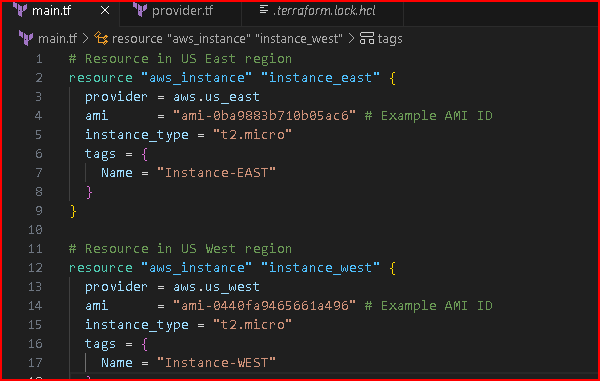 main.tf × provider.tf .terraform.lock.hcl
main.tf > resource "aws_instance" "instance_west" > tags
1 # Resource in US East region
2 resource "aws_instance" "instance_east" {
3 provider = aws.us_east
4 ami = "ami-0ba9883b710b05ac6" # Example AMI ID
5 instance_type = "t2.micro"
6 tags = {
7 Name = "Instance-EAST"
8 }
9 }
10
11 # Resource in US West region
12 resource "aws_instance" "instance_west" {
13 provider = aws.us_west
14 ami = "ami-0440fa9465661a496" # Example AMI ID
15 instance_type = "t2.micro"
16 tags = {
17 Name = "Instance-WEST"
18 }